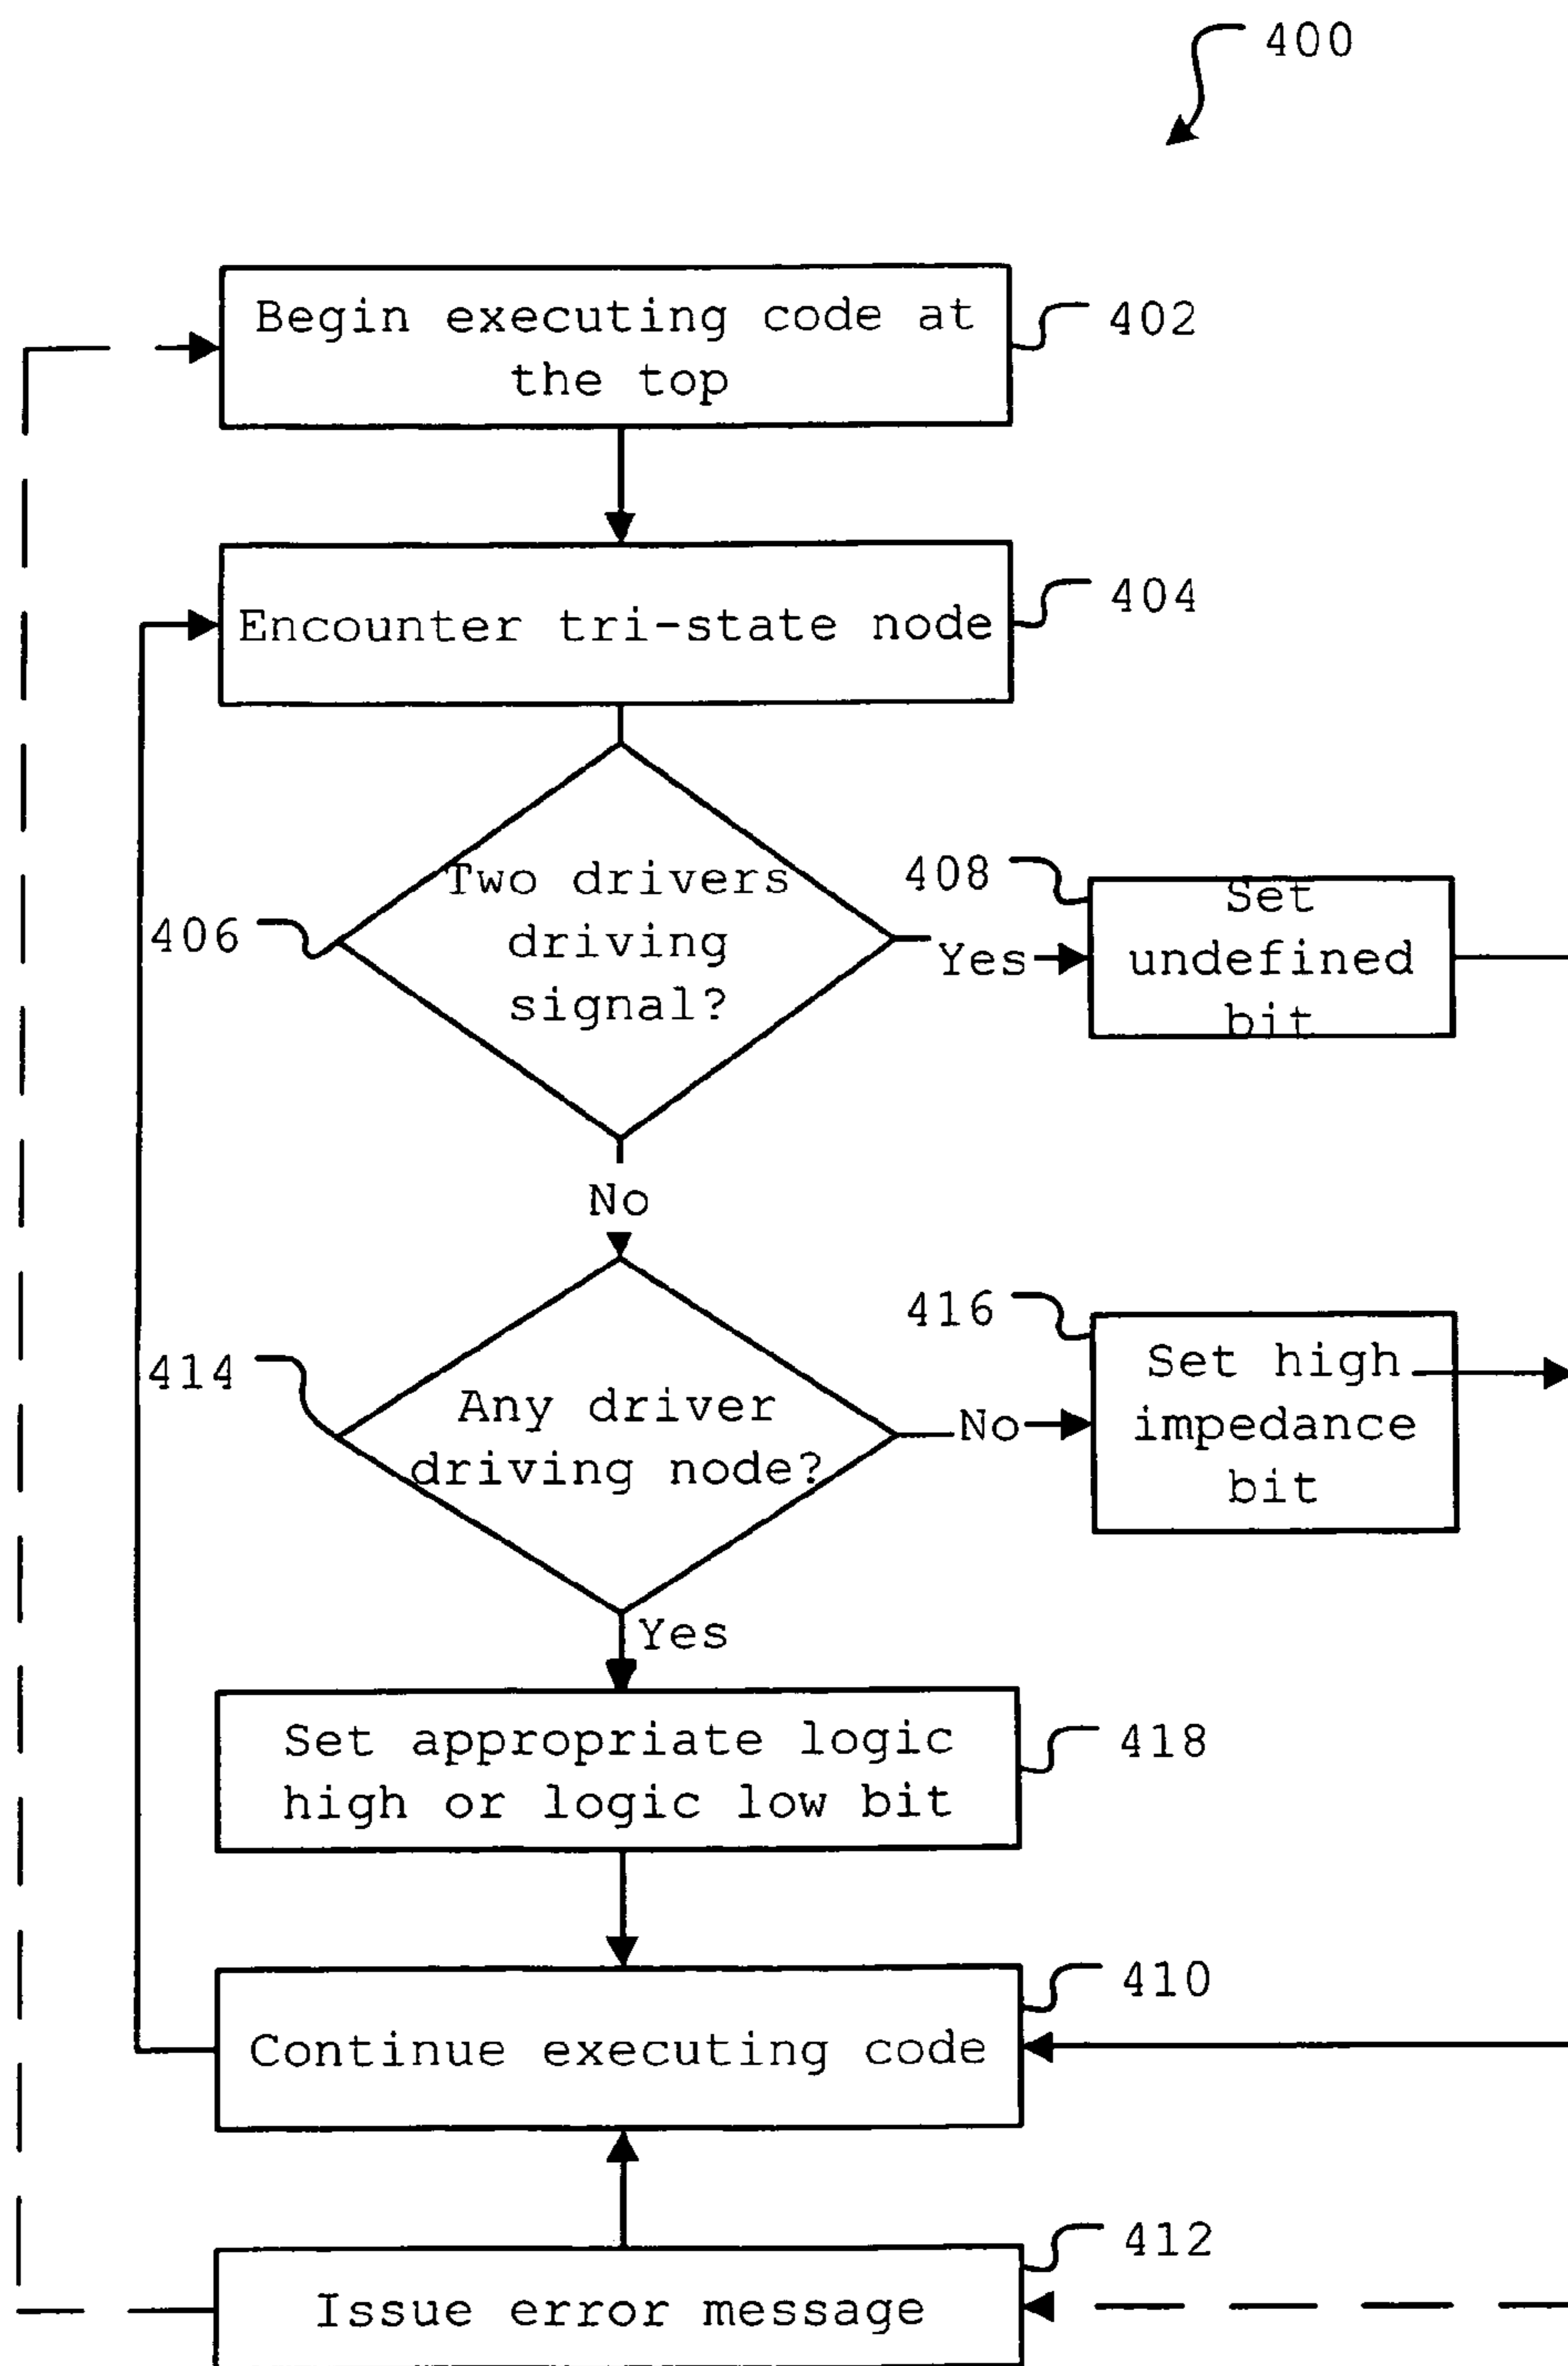 400
Begin executing code at
the top
402
Encounter tri-state node
404
Two drivers
driving
signal?
406
Yes
408
Set
undefined
bit
No
414
Any driver
driving node?
No
416
Set high
impedance
bit
Yes
Set appropriate logic
high or logic low bit
418
Continue executing code
410
Issue error message
412